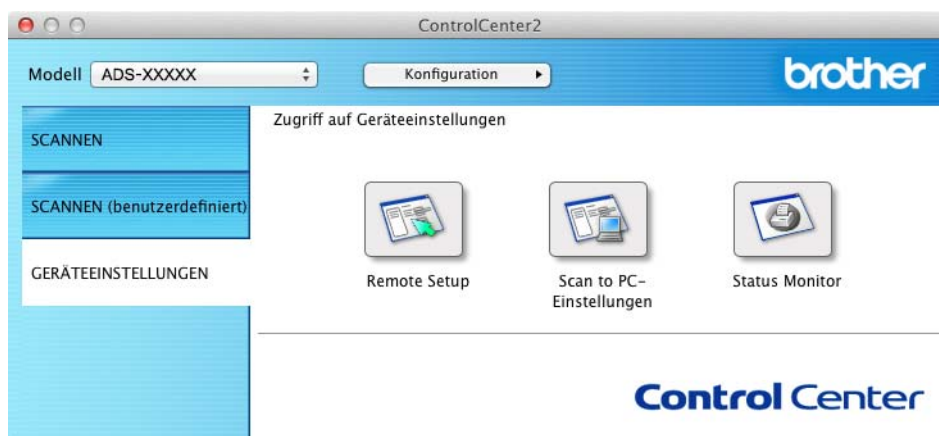 ControlCenter2
Modell ADS-XXXXX Konfiguration brother
Zugriff auf Geräteeinstellungen
SCANNEN
SCANNEN (benutzerdefiniert)
GERÄTEEINSTELLUNGEN
Remote Setup
Scan to PC-
Einstellungen
Status Monitor
Control Center